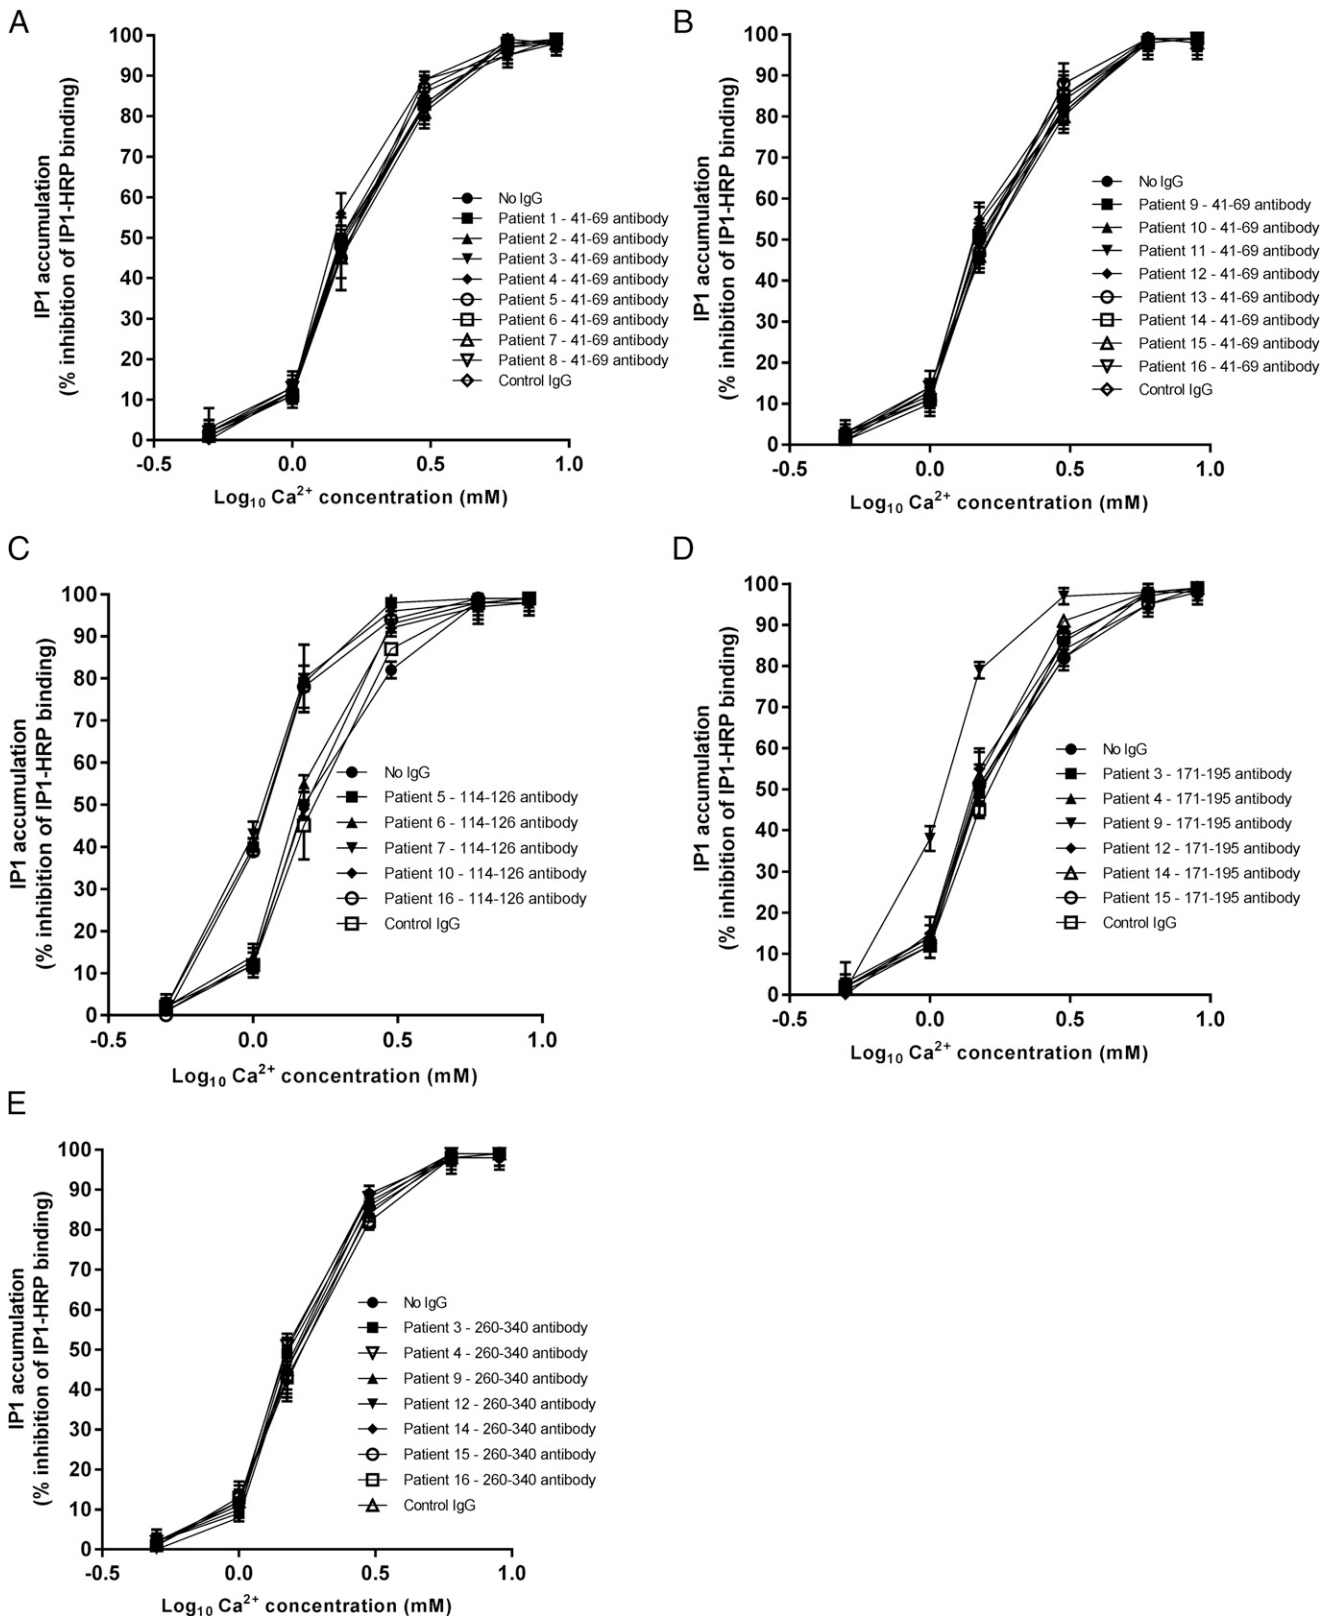 A
IP1 accumulation
(% inhibition of IP1-HRP binding)
100
90
80
70
60
50
40
30
20
10
0
-0.5
0.0
0.5
1.0
Log10 Ca2+ concentration (mM)
No IgG
Patient 1 - 41-69 antibody
Patient 2 - 41-69 antibody
Patient 3 - 41-69 antibody
Patient 4 - 41-69 antibody
Patient 5 - 41-69 antibody
Patient 6 - 41-69 antibody
Patient 7 - 41-69 antibody
Patient 8 - 41-69 antibody
Control IgG
B
IP1 accumulation
(% inhibition of IP1-HRP binding)
100
90
80
70
60
50
40
30
20
10
0
-0.5
0.0
0.5
1.0
Log10 Ca2+ concentration (mM)
No IgG
Patient 9 - 41-69 antibody
Patient 10 - 41-69 antibody
Patient 11 - 41-69 antibody
Patient 12 - 41-69 antibody
Patient 13 - 41-69 antibody
Patient 14 - 41-69 antibody
Patient 15 - 41-69 antibody
Patient 16 - 41-69 antibody
Control IgG
C
IP1 accumulation
(% inhibition of IP1-HRP binding)
100
90
80
70
60
50
40
30
20
10
0
-0.5
0.0
0.5
1.0
Log10 Ca2+ concentration (mM)
No IgG
Patient 5 - 114-126 antibody
Patient 6 - 114-126 antibody
Patient 7 - 114-126 antibody
Patient 10 - 114-126 antibody
Patient 16 - 114-126 antibody
Control IgG
D
IP1 accumulation
(% inhibition of IP1-HRP binding)
100
90
80
70
60
50
40
30
20
10
0
-0.5
0.0
0.5
1.0
Log10 Ca2+ concentration (mM)
No IgG
Patient 3 - 171-195 antibody
Patient 4 - 171-195 antibody
Patient 9 - 171-195 antibody
Patient 12 - 171-195 antibody
Patient 14 - 171-195 antibody
Patient 15 - 171-195 antibody
Control IgG
E
IP1 accumulation
(% inhibition of IP1-HRP binding)
100
90
80
70
60
50
40
30
20
10
0
-0.5
0.0
0.5
1.0
Log10 Ca2+ concentration (mM)
No IgG
Patient 3 - 260-340 antibody
Patient 4 - 260-340 antibody
Patient 9 - 260-340 antibody
Patient 12 - 260-340 antibody
Patient 14 - 260-340 antibody
Patient 15 - 260-340 antibody
Patient 16 - 260-340 antibody
Control IgG